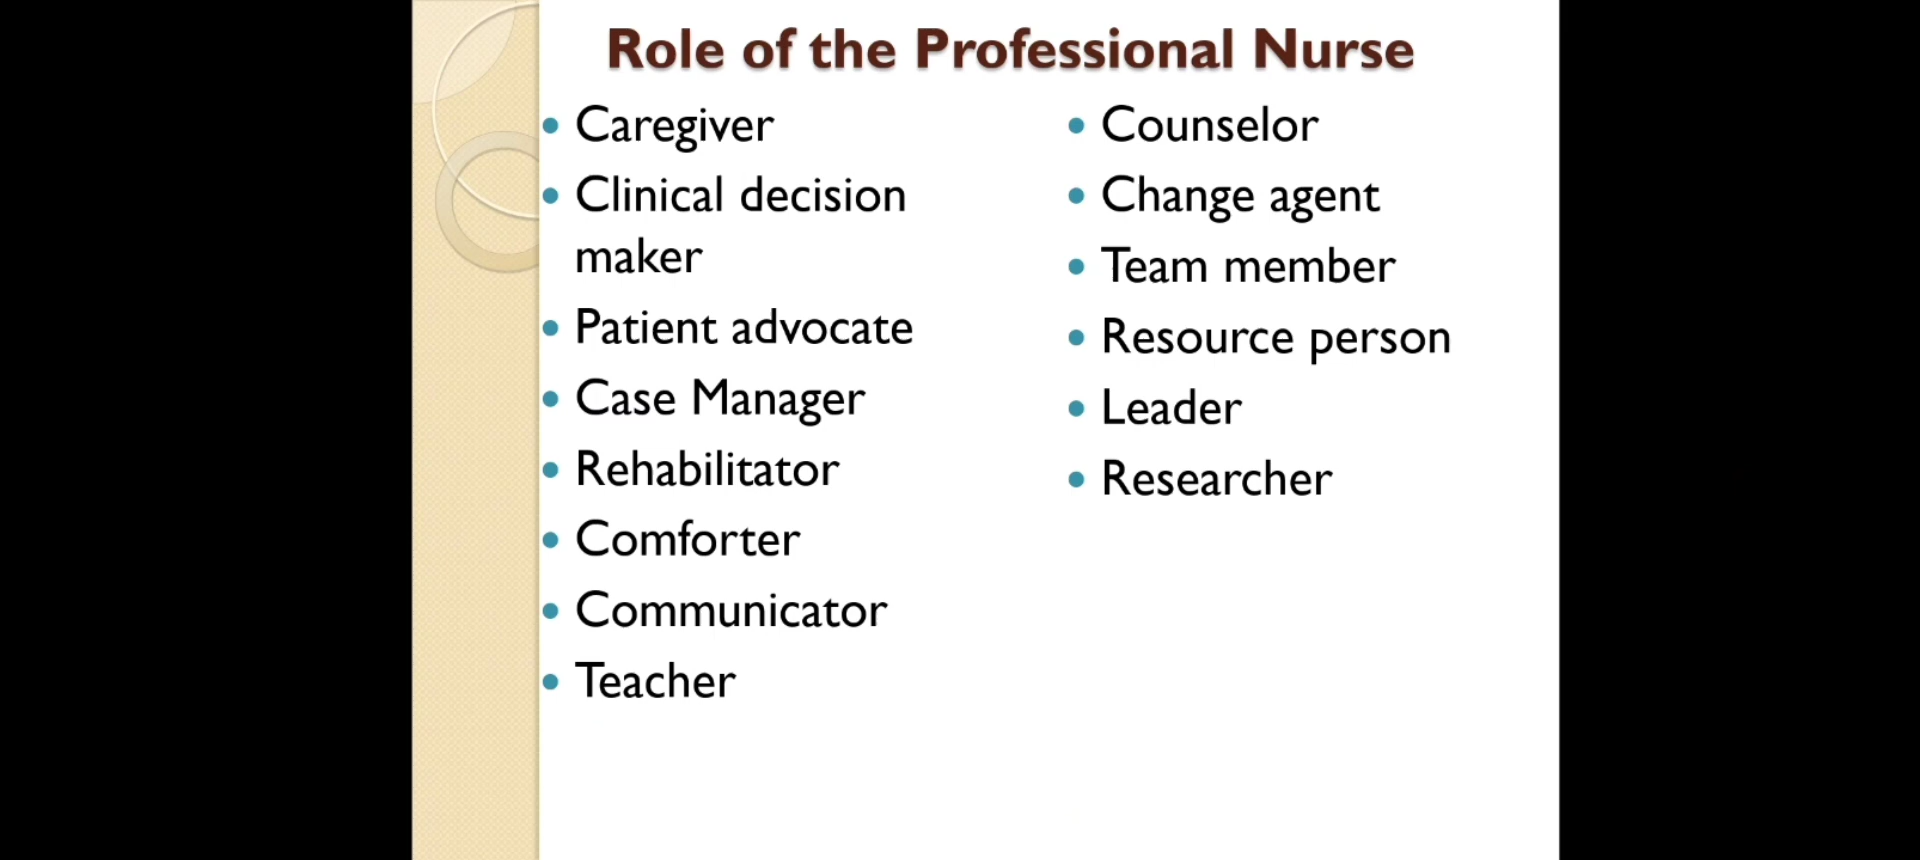 Role of the Professional Nurse
• Caregiver
• Clinical decision
maker
• Patient advocate
• Case Manager
• Rehabilitator
• Comforter
• Communicator
• Teacher
• Counselor
• Change agent
• Team member
• Resource person
• Leader
• Researcher